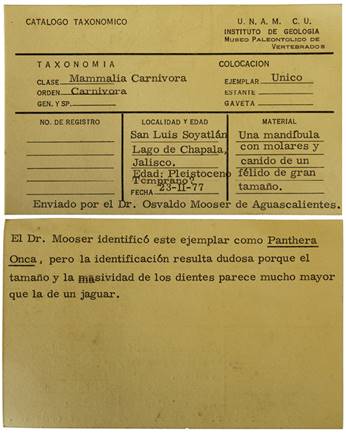 CATALOGO TAXONOMICO
U. N. A. M. C. U.
INSTITUTO DE GEOLOGIA
MUSEO PALEONTOLICO DE
VERTEBRADOS
TAXONOMIA
COLOCACION
CLASE Mammalia Carnívora
EJEMPLAR Unico
ORDEN Carnívora
ESTANTE
GEN. Y SP.
GAVETA
NO. DE REGISTRO
LOCALIDAD Y EDAD
MATERIAL
San Luis Soyatlán
Lago de Chapala,
Jalisco.
Edad: Pleistoceno
Temprano?
FECHA 23-II-77
Una mandíbula
con molares y
canido de un
félido de gran
tamaño.
Enviado por el Dr. Osvaldo Mooser de Aguascalientes.
El Dr. Mooser identificó este ejemplar como Panthera
Onca, pero la identificación resulta dudosa porque el
tamaño y la masividad de los dientes parece mucho mayor
que la de un jaguar.